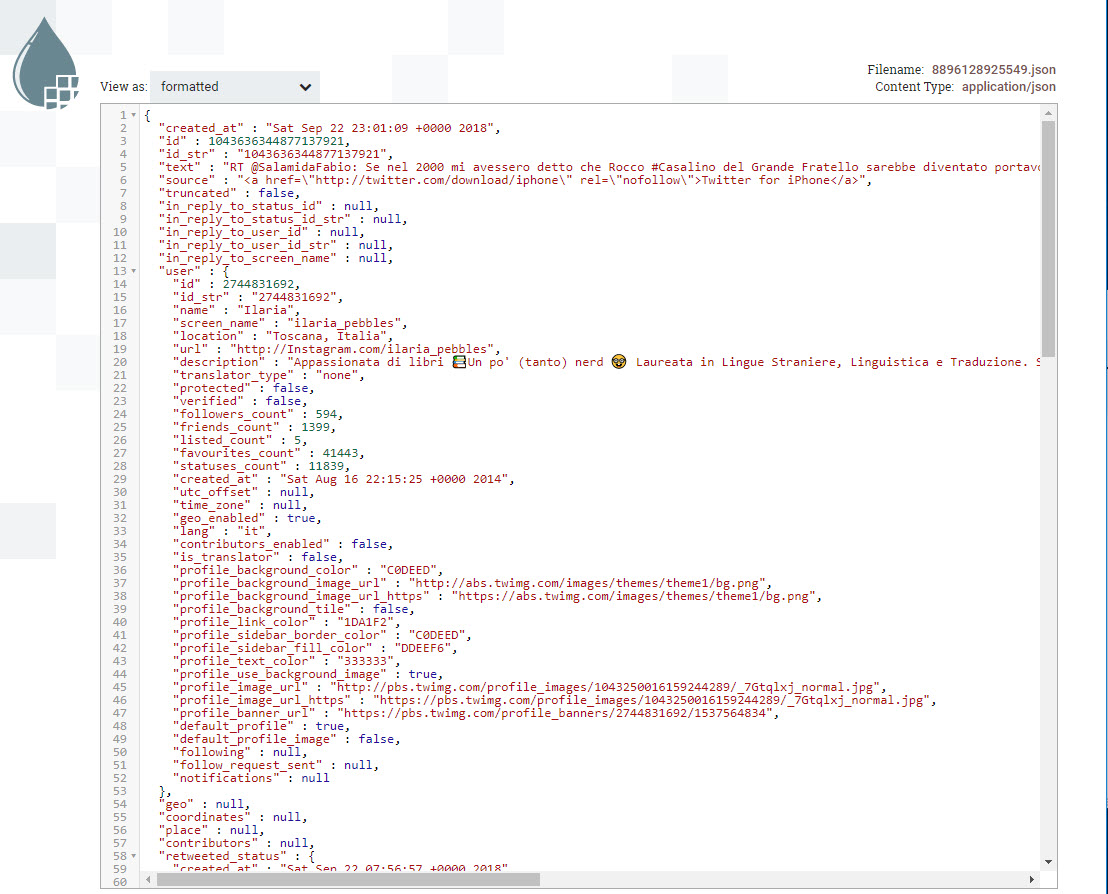 Filename: 8896128925549.json
View as: formatted
Content Type: application/json
1 {
2 "created_at" : "Sat Sep 22 23:01:09 +0000 2018",
3 "id" : 1043636344877137921,
4 "id_str" : "1043636344877137921",
5 "text" : "RT @SalamidaFabio: Se nel 2000 mi avessero detto che Rocco #Casalino del Grande Fratello sarebbe diventato portavo
6 "source" : "<a href=\"http://twitter.com/download/iphone\" rel=\"nofollow\">Twitter for iPhone</a>",
7 "truncated" : false,
8 "in_reply_to_status_id" : null,
9 "in_reply_to_status_id_str" : null,
10 "in_reply_to_user_id" : null,
11 "in_reply_to_user_id_str" : null,
12 "in_reply_to_screen_name" : null,
13 "user" : {
14 "id" : 2744831692,
15 "id_str" : "2744831692",
16 "name" : "Ilaria",
17 "screen_name" : "ilaria_pebbles",
18 "location" : "Toscana, Italia",
19 "url" : "http://Instagram.com/ilaria_pebbles",
20 "description" : "Appassionata di libri 📚Un po' (tanto) nerd 🤓 Laureata in Lingue Straniere, Linguistica e Traduzione. S
21 "translator_type" : "none",
22 "protected" : false,
23 "verified" : false,
24 "followers_count" : 594,
25 "friends_count" : 1399,
26 "listed_count" : 5,
27 "favourites_count" : 41443,
28 "statuses_count" : 11839,
29 "created_at" : "Sat Aug 16 22:15:25 +0000 2014",
30 "utc_offset" : null,
31 "time_zone" : null,
32 "geo_enabled" : true,
33 "lang" : "it",
34 "contributors_enabled" : false,
35 "is_translator" : false,
36 "profile_background_color" : "C0DEED",
37 "profile_background_image_url" : "http://abs.twimg.com/images/themes/theme1/bg.png",
38 "profile_background_image_url_https" : "https://abs.twimg.com/images/themes/theme1/bg.png",
39 "profile_background_tile" : false,
40 "profile_link_color" : "1DA1F2",
41 "profile_sidebar_border_color" : "C0DEED",
42 "profile_sidebar_fill_color" : "DDEEF6",
43 "profile_text_color" : "333333",
44 "profile_use_background_image" : true,
45 "profile_image_url" : "http://pbs.twimg.com/profile_images/1043250016159244289/_7Gtqlxj_normal.jpg",
46 "profile_image_url_https" : "https://pbs.twimg.com/profile_images/1043250016159244289/_7Gtqlxj_normal.jpg",
47 "profile_banner_url" : "https://pbs.twimg.com/profile_banners/2744831692/1537564834",
48 "default_profile" : true,
49 "default_profile_image" : false,
50 "following" : null,
51 "follow_request_sent" : null,
52 "notifications" : null
53 },
54 "geo" : null,
55 "coordinates" : null,
56 "place" : null,
57 "contributors" : null,
58 "retweeted_status" : {
59 "created_at" : "Sat Sep 22 07:56:57 +0000 2018"
60